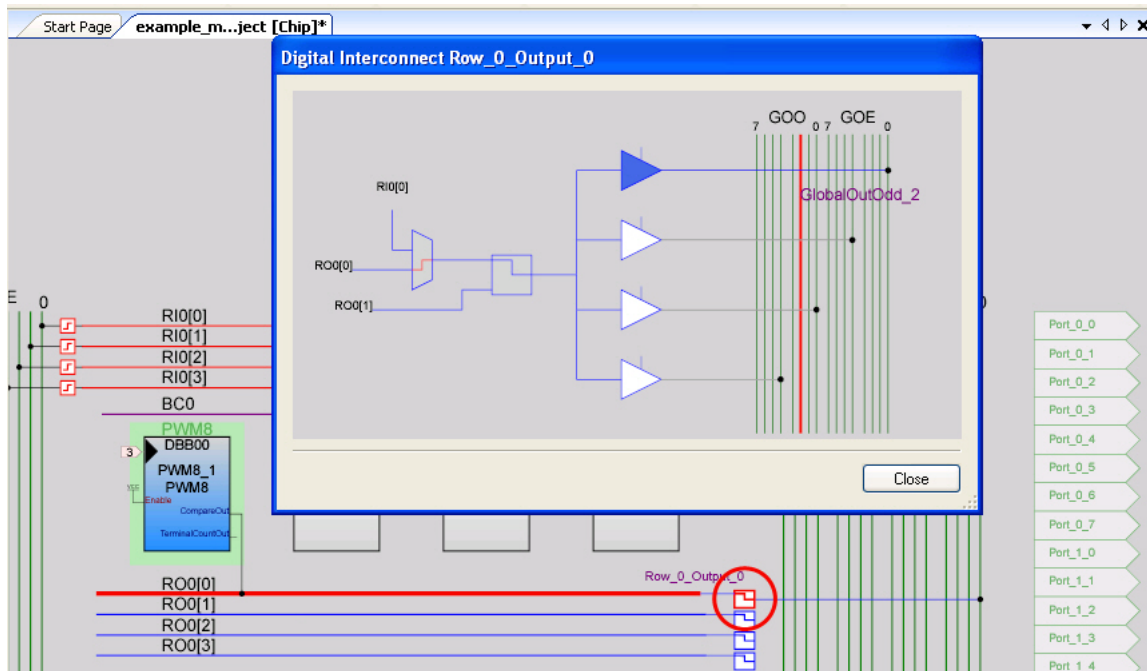 Start Page
example_m...ject [Chip]*
Digital Interconnect Row_0_Output_0
GOO
GOE
7
0
7
0
RI0[0]
GlobalOutOdd_2
RO0[0]
RO0[1]
Close
E
0
RI0[0]
RI0[1]
RI0[2]
RI0[3]
BC0
PWM8
DBB00
3
PWM8_1
PWM8
Enable
CompareOut
TerminalCountOut
Row_0_Output_0
RO0[0]
RO0[1]
RO0[2]
RO0[3]
Port_0_0
Port_0_1
Port_0_2
Port_0_3
Port_0_4
Port_0_5
Port_0_6
Port_0_7
Port_1_0
Port_1_1
Port_1_2
Port_1_3
Port_1_4